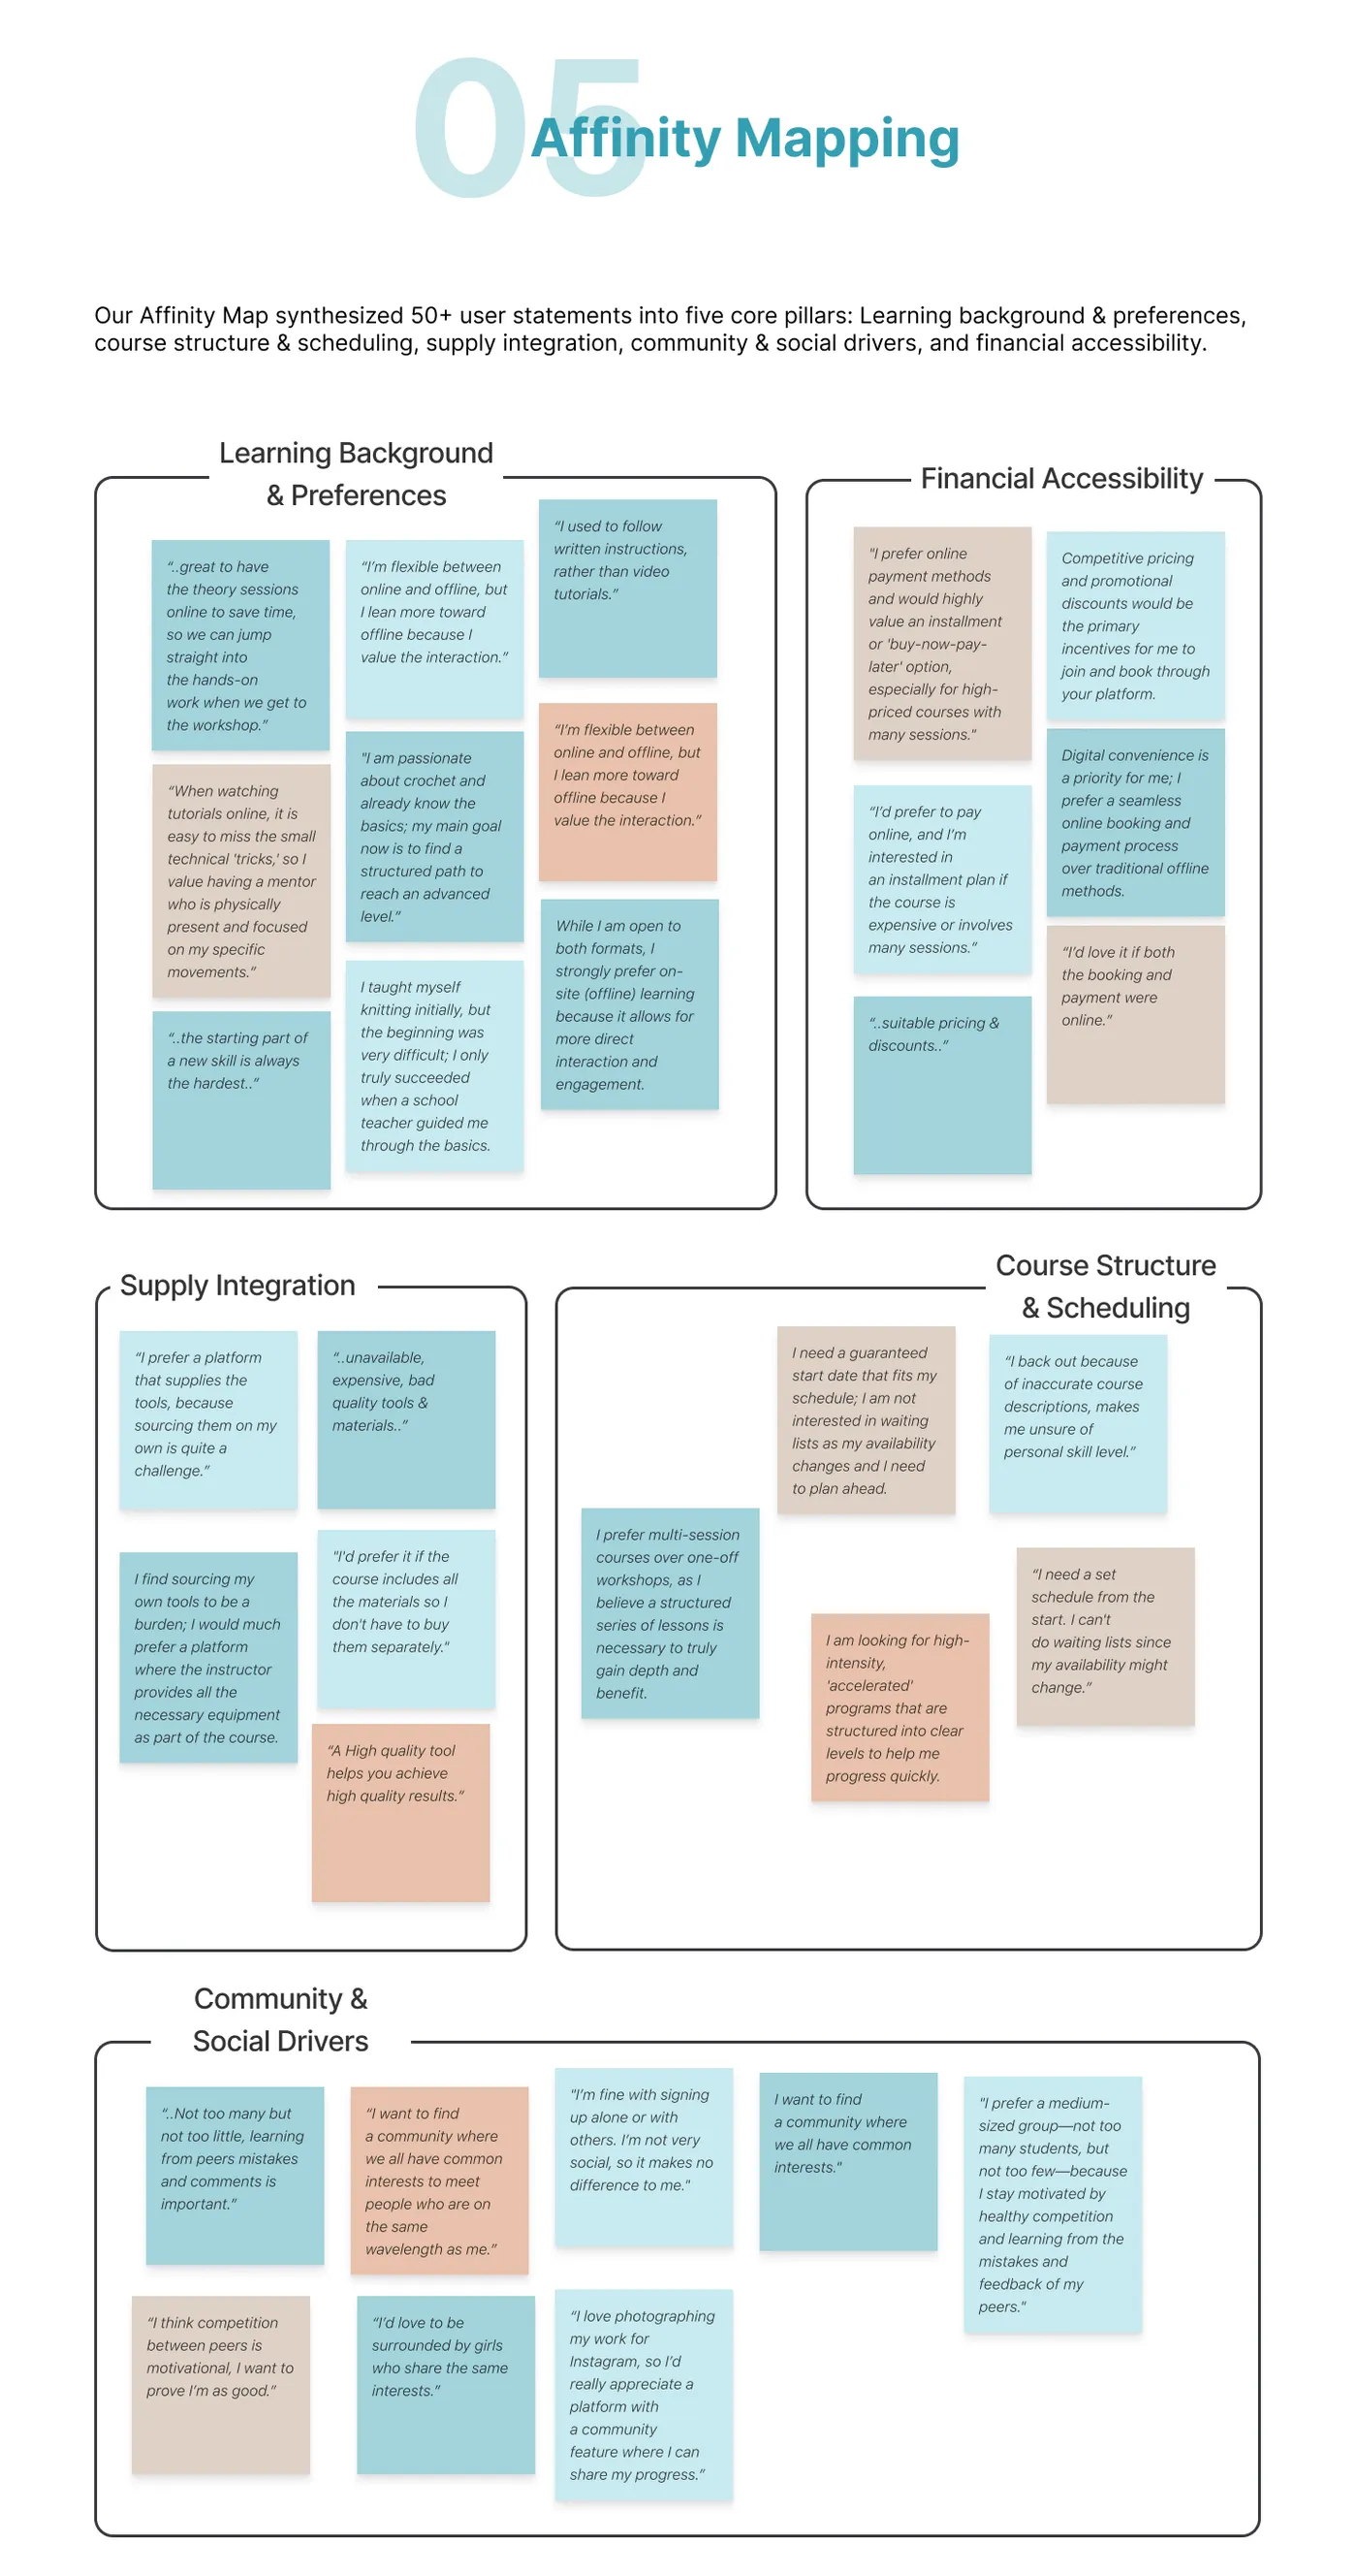 05
Affinity Mapping
Our Affinity Map synthesized 50+ user statements into five core pillars: Learning background & preferences,
course structure & scheduling, supply integration, community & social drivers, and financial accessibility.
Learning Background
& Preferences
“..great to have
the theory sessions
online to save time,
so we can jump
straight into
the hands-on
work when we get to
the workshop.”
“When watching
tutorials online, it is
easy to miss the small
technical 'tricks,' so I
value having a mentor
who is physically
present and focused
on my specific
movements.”
“..the starting part of
a new skill is always
the hardest..”
“I’m flexible between
online and offline, but
I lean more toward
offline because I
value the interaction.”
"I am passionate
about crochet and
already know the
basics; my main goal
now is to find a
structured path to
reach an advanced
level.”
I taught myself
knitting initially, but
the beginning was
very difficult; I only
truly succeeded
when a school
teacher guided me
through the basics.
“I used to follow
written instructions,
rather than video
tutorials.”
“I’m flexible between
online and offline, but
I lean more toward
offline because I
value the interaction.”
While I am open to
both formats, I
strongly prefer on-
site (offline) learning
because it allows for
more direct
interaction and
engagement.
Financial Accessibility
"I prefer online
payment methods
and would highly
value an installment
or 'buy-now-pay-
later' option,
especially for high-
priced courses with
many sessions."
“I’d prefer to pay
online, and I’m
interested in
an installment plan if
the course is
expensive or involves
many sessions.”
“..suitable pricing &
discounts..”
Competitive pricing
and promotional
discounts would be
the primary
incentives for me to
join and book through
your platform.
Digital convenience is
a priority for me; I
prefer a seamless
online booking and
payment process
over traditional offline
methods.
“I’d love it if both
the booking and
payment were
online.”
Supply Integration
“I prefer a platform
that supplies the
tools, because
sourcing them on my
own is quite a
challenge.”
I find sourcing my
own tools to be a
burden; I would much
prefer a platform
where the instructor
provides all the
necessary equipment
as part of the course.
“..unavailable,
expensive, bad
quality tools &
materials..”
"I'd prefer it if the
course includes all
the materials so I
don't have to buy
them separately."
“A High quality tool
helps you achieve
high quality results.”
Course Structure
& Scheduling
I prefer multi-session
courses over one-off
workshops, as I
believe a structured
series of lessons is
necessary to truly
gain depth and
benefit.
I need a guaranteed
start date that fits my
schedule; I am not
interested in waiting
lists as my availability
changes and I need
to plan ahead.
I am looking for high-
intensity,
'accelerated'
programs that are
structured into clear
levels to help me
progress quickly.
“I back out because
of inaccurate course
descriptions, makes
me unsure of
personal skill level.”
“I need a set
schedule from the
start. I can't
do waiting lists since
my availability might
change.”
Community &
Social Drivers
“..Not too many but
not too little, learning
from peers mistakes
and comments is
important.”
“I want to find
a community where
we all have common
interests to meet
people who are on
the same
wavelength as me.”
"I'm fine with signing
up alone or with
others. I’m not very
social, so it makes no
difference to me."
I want to find
a community where
we all have common
interests."
"I prefer a medium-
sized group—not too
many students, but
not too few—because
I stay motivated by
healthy competition
and learning from the
mistakes and
feedback of my
peers."
“I think competition
between peers is
motivational, I want to
prove I’m as good.”
“I’d love to be
surrounded by girls
who share the same
interests.”
“I love photographing
my work for
Instagram, so I’d
really appreciate a
platform with
a community
feature where I can
share my progress.”